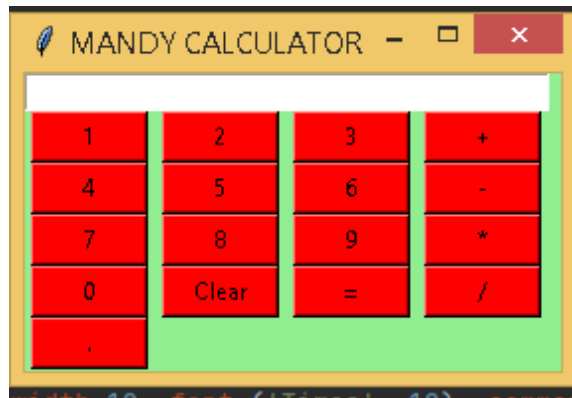 MANDY CALCULATOR
1 2 3 +
4 5 6 -
7 8 9 *
0 Clear = /
.